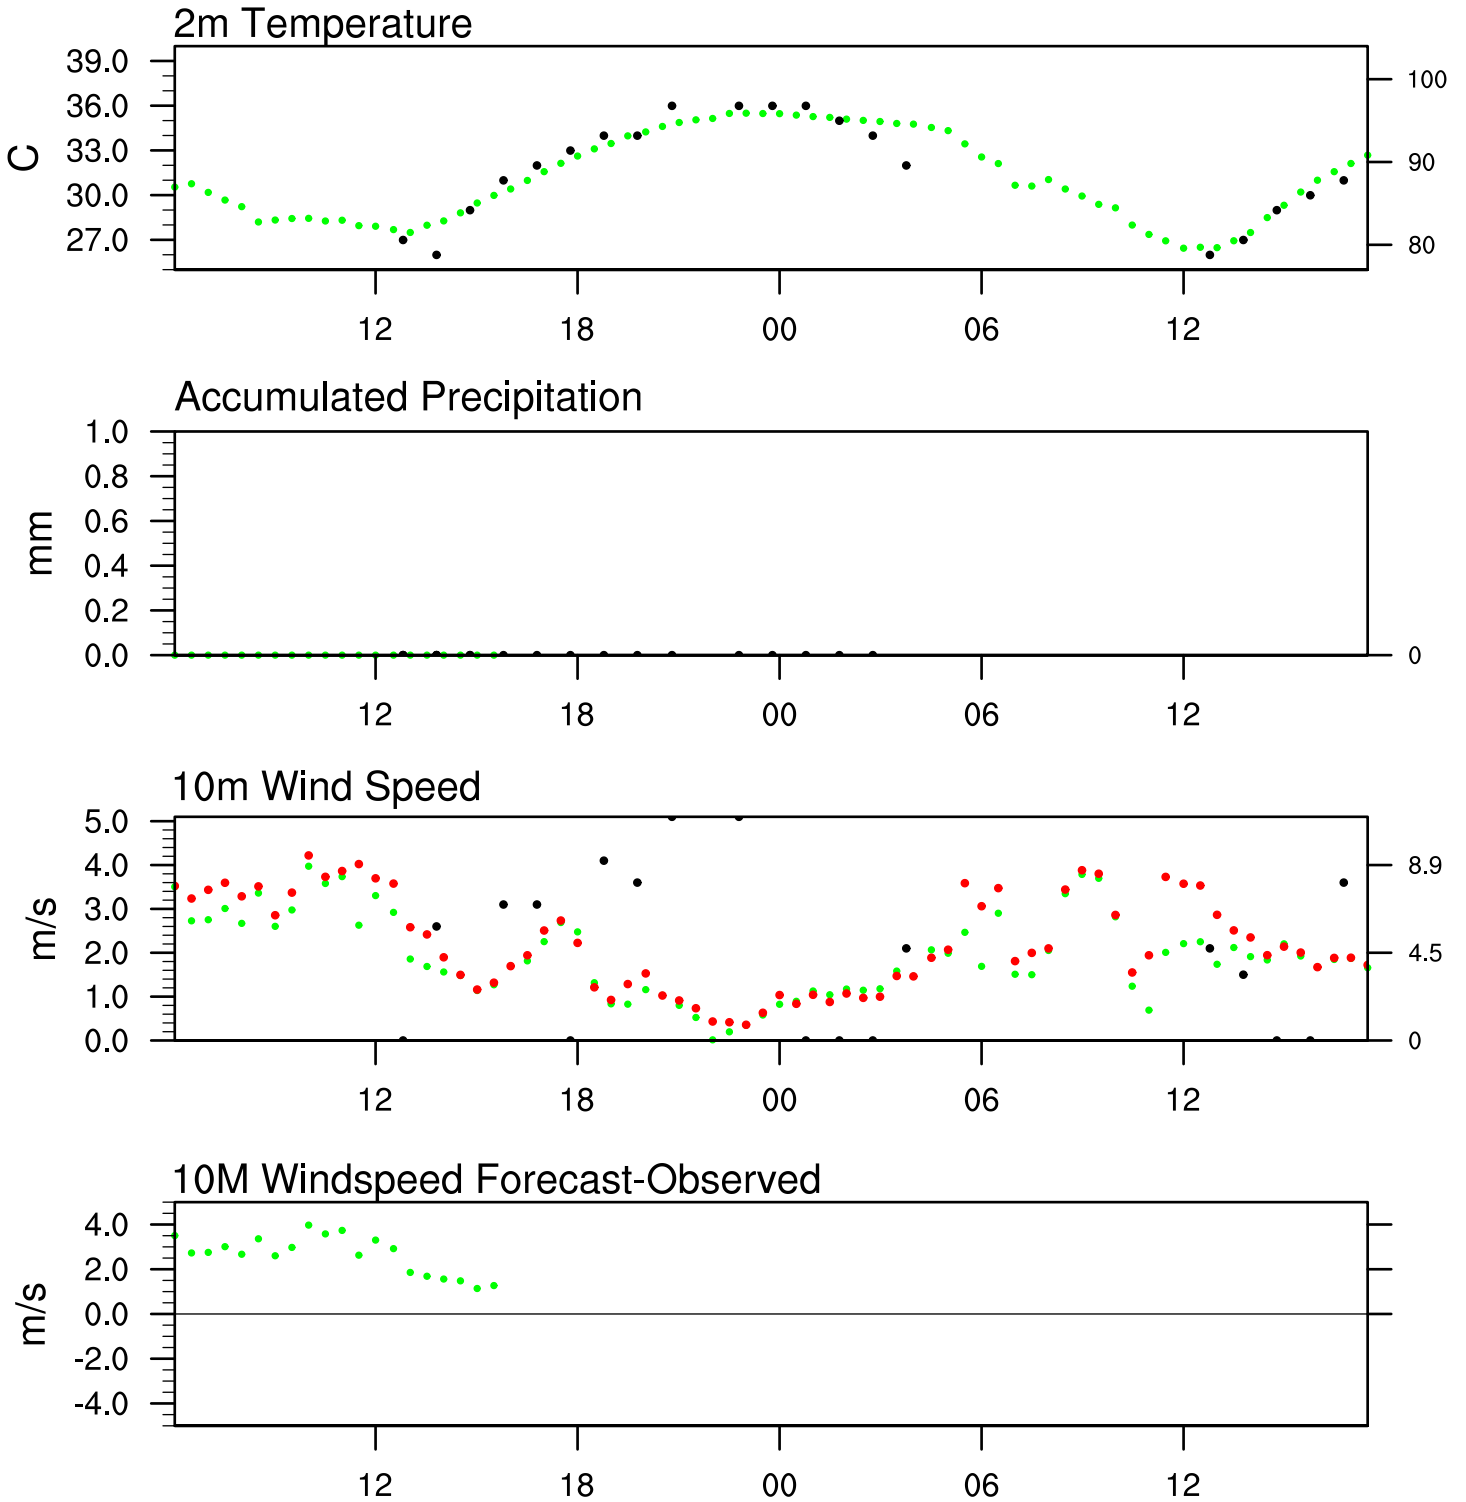 2m Temperature
39.0
36.0
33.0
30.0
27.0
C
100
90
80
12 18 00 06 12
Accumulated Precipitation
1.0
0.8
0.6
0.4
0.2
0.0
mm
0
12 18 00 06 12
10m Wind Speed
5.0
4.0
3.0
2.0
1.0
0.0
m/s
8.9
4.5
0
12 18 00 06 12
10M Windspeed Forecast-Observed
4.0
2.0
0.0
-2.0
-4.0
m/s
12 18 00 06 12